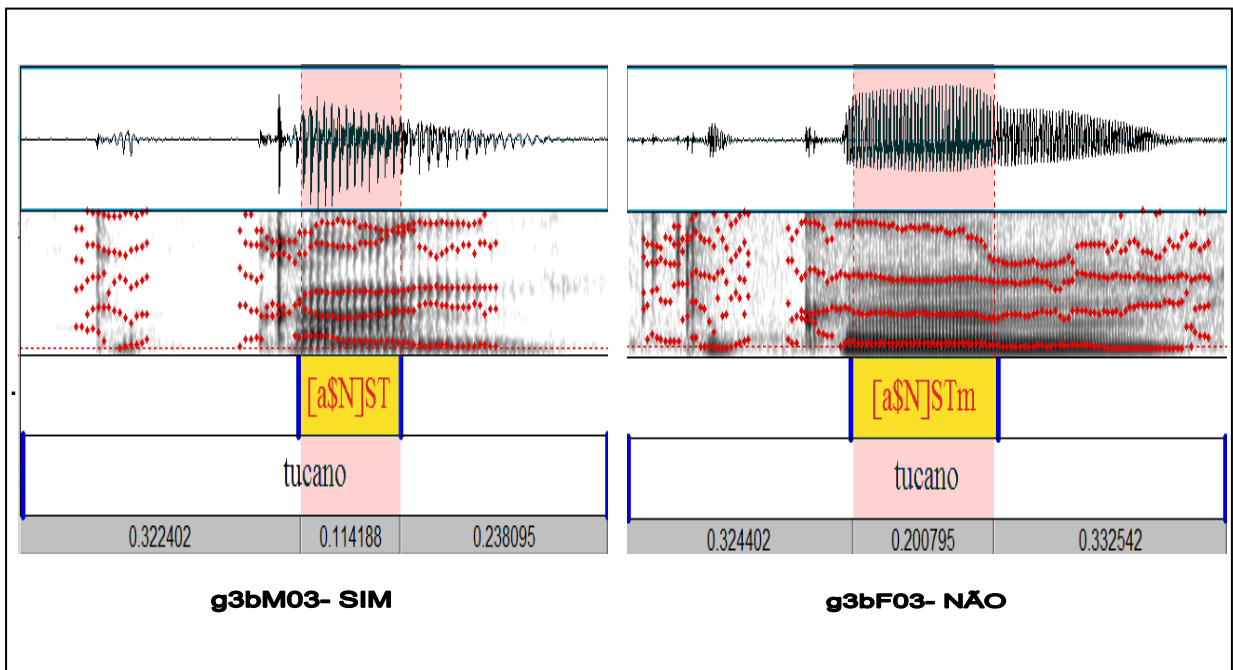 [a$N]ST
tucano
0.322402 0.114188 0.238095
g3bM03- SIM
[a$N]STm
tucano
0.324402 0.200795 0.332542
g3bF03- NÃO